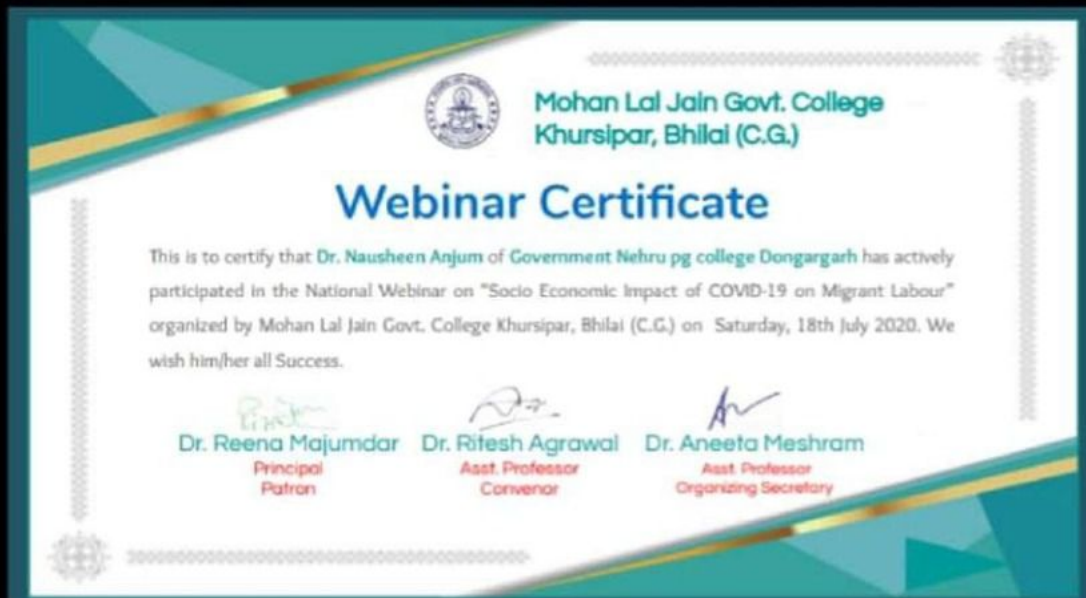 Mohan Lal Jain Govt. College
Khursipar, Bhilai (C.G.)
Webinar Certificate
This is to certify that Dr. Nausheen Anjum of Government Nehru pg college Dongargarh has actively
participated in the National Webinar on "Socio Economic Impact of COVID-19 on Migrant Labour"
organized by Mohan Lal Jain Govt. College Khursipar, Bhilai (C.G.) on Saturday, 18th July 2020. We
wish him/her all Success.
Dr. Reena Majumdar Dr. Ritesh Agrawal Dr. Aneeta Meshram
Principal Asst. Professor Asst. Professor
Patron Convenor Organizing Secretary